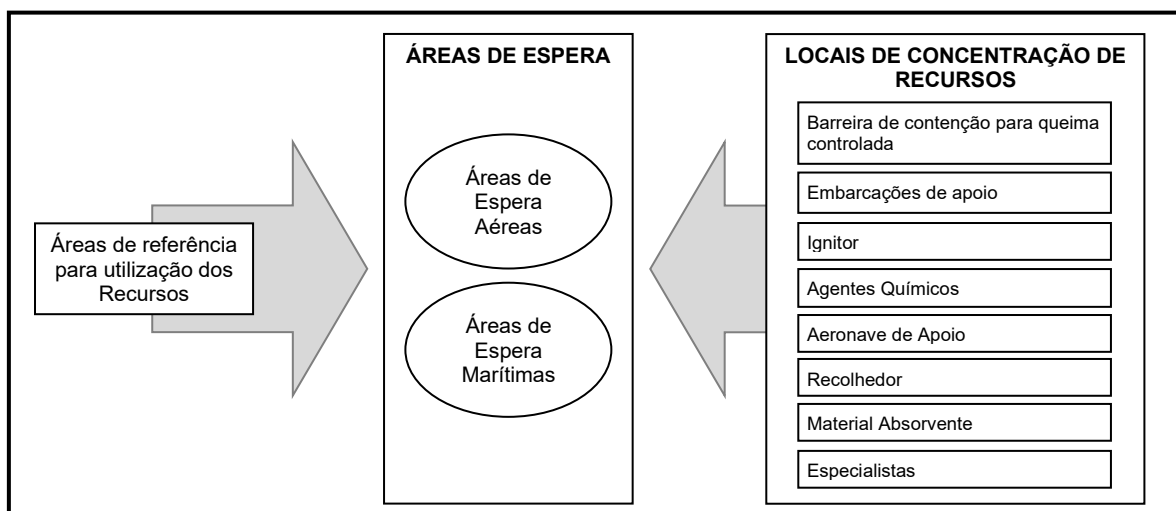 Áreas de referência
para utilização dos
Recursos
ÁREAS DE ESPERA
Áreas de
Espera
Aéreas
Áreas de
Espera
Marítimas
LOCAIS DE CONCENTRAÇÃO DE
RECURSOS
Barreira de contenção para queima
controlada
Embarcações de apoio
Ignitor
Agentes Químicos
Aeronave de Apoio
Recolhedor
Material Absorvente
Especialistas